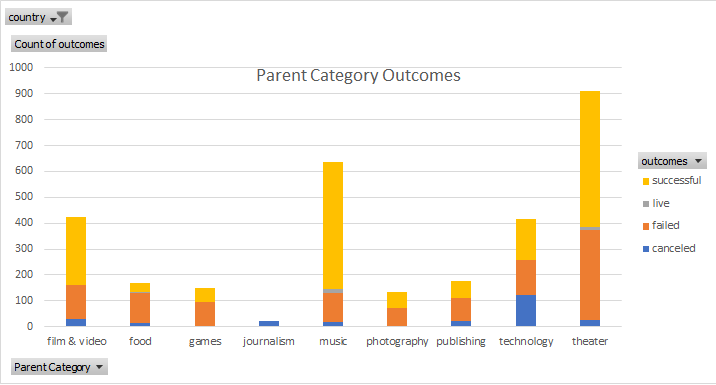 country
Count of outcomes
Parent Category Outcomes
1000
900
800
700
600
500
400
300
200
100
0
film & video food games journalism music photography publishing technology theater
outcomes
successful
live
failed
canceled
Parent Category